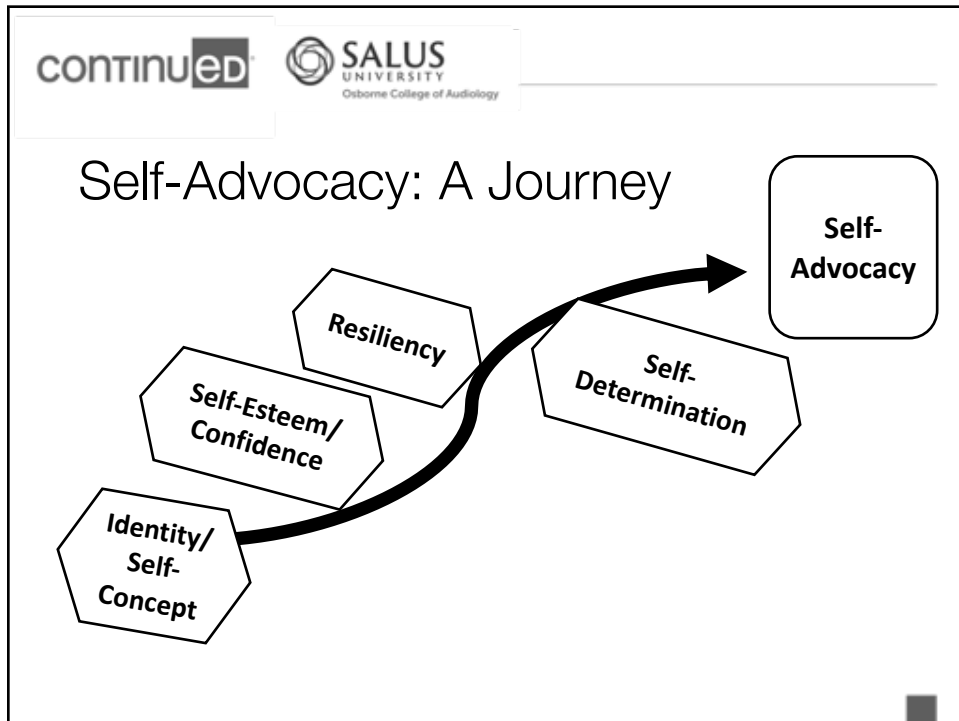 continued
SALUS
UNIVERSITY
Osborne College of Audiology
Self-Advocacy: A Journey
Self-
Advocacy
Resiliency
Self-
Determination
Self-Esteem/
Confidence
Identity/
Self-
Concept